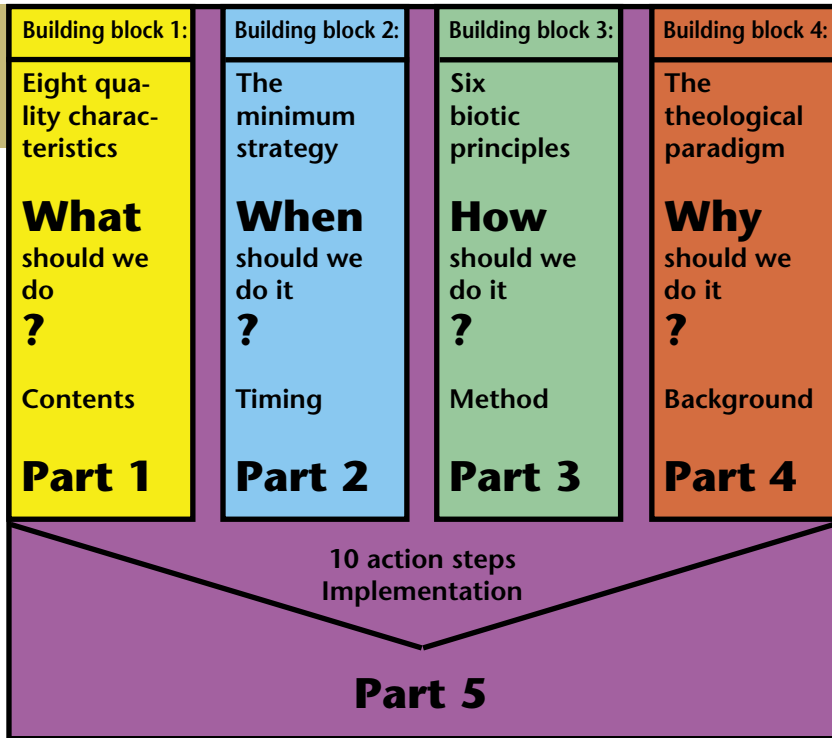 Building block 1:
Eight qua-
lity charac-
teristics
What
should we
do
?
Contents
Part 1
Building block 2:
The
minimum
strategy
When
should we
do it
?
Timing
Part 2
Building block 3:
Six
biotic
principles
How
should we
do it
?
Method
Part 3
Building block 4:
The
theological
paradigm
Why
should we
do it
?
Background
Part 4
10 action steps
Implementation
Part 5